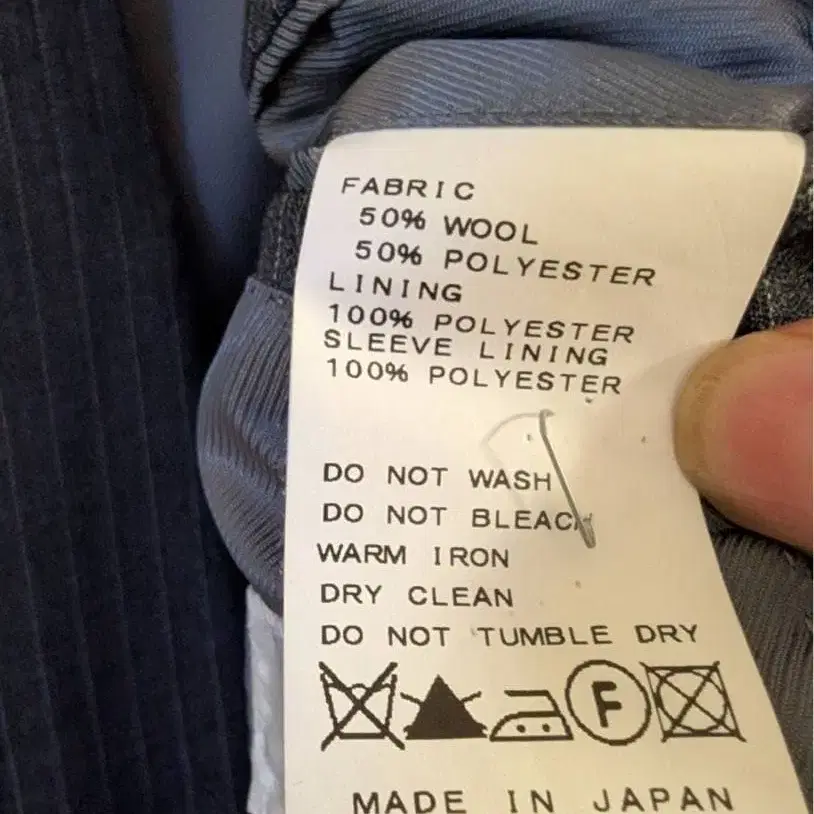 FABRIC
50% WOOL
50% POLYESTER
LINING
100% POLYESTER
SLEEVE LINING
100% POLYESTER
DO NOT WASH
DO NOT BLEACH
WARM IRON
DRY CLEAN
DO NOT TUMBLE DRY
F
MADE IN JAPAN